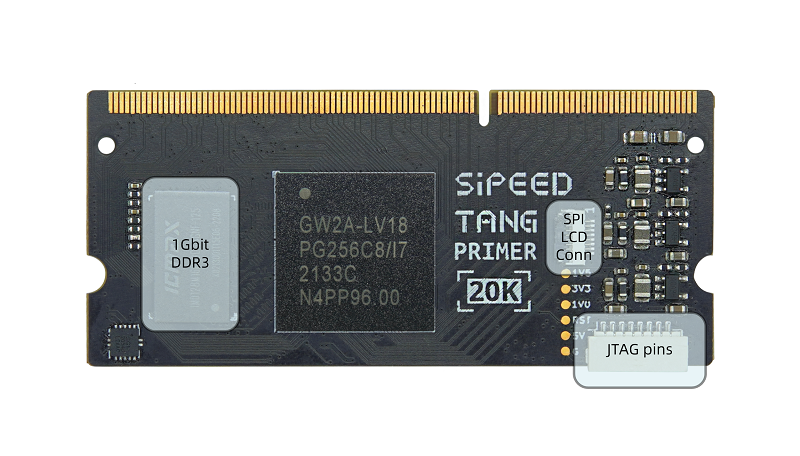 SiPEED
TANG
PRIMER
20K
GW2A-LV18
PG256C8/I7
2133C
N4PP96.00
1Gbit
DDR3
SPI
LCD
Conn
1V5
3V3
1V0
RST
5V
G
JTAG pins